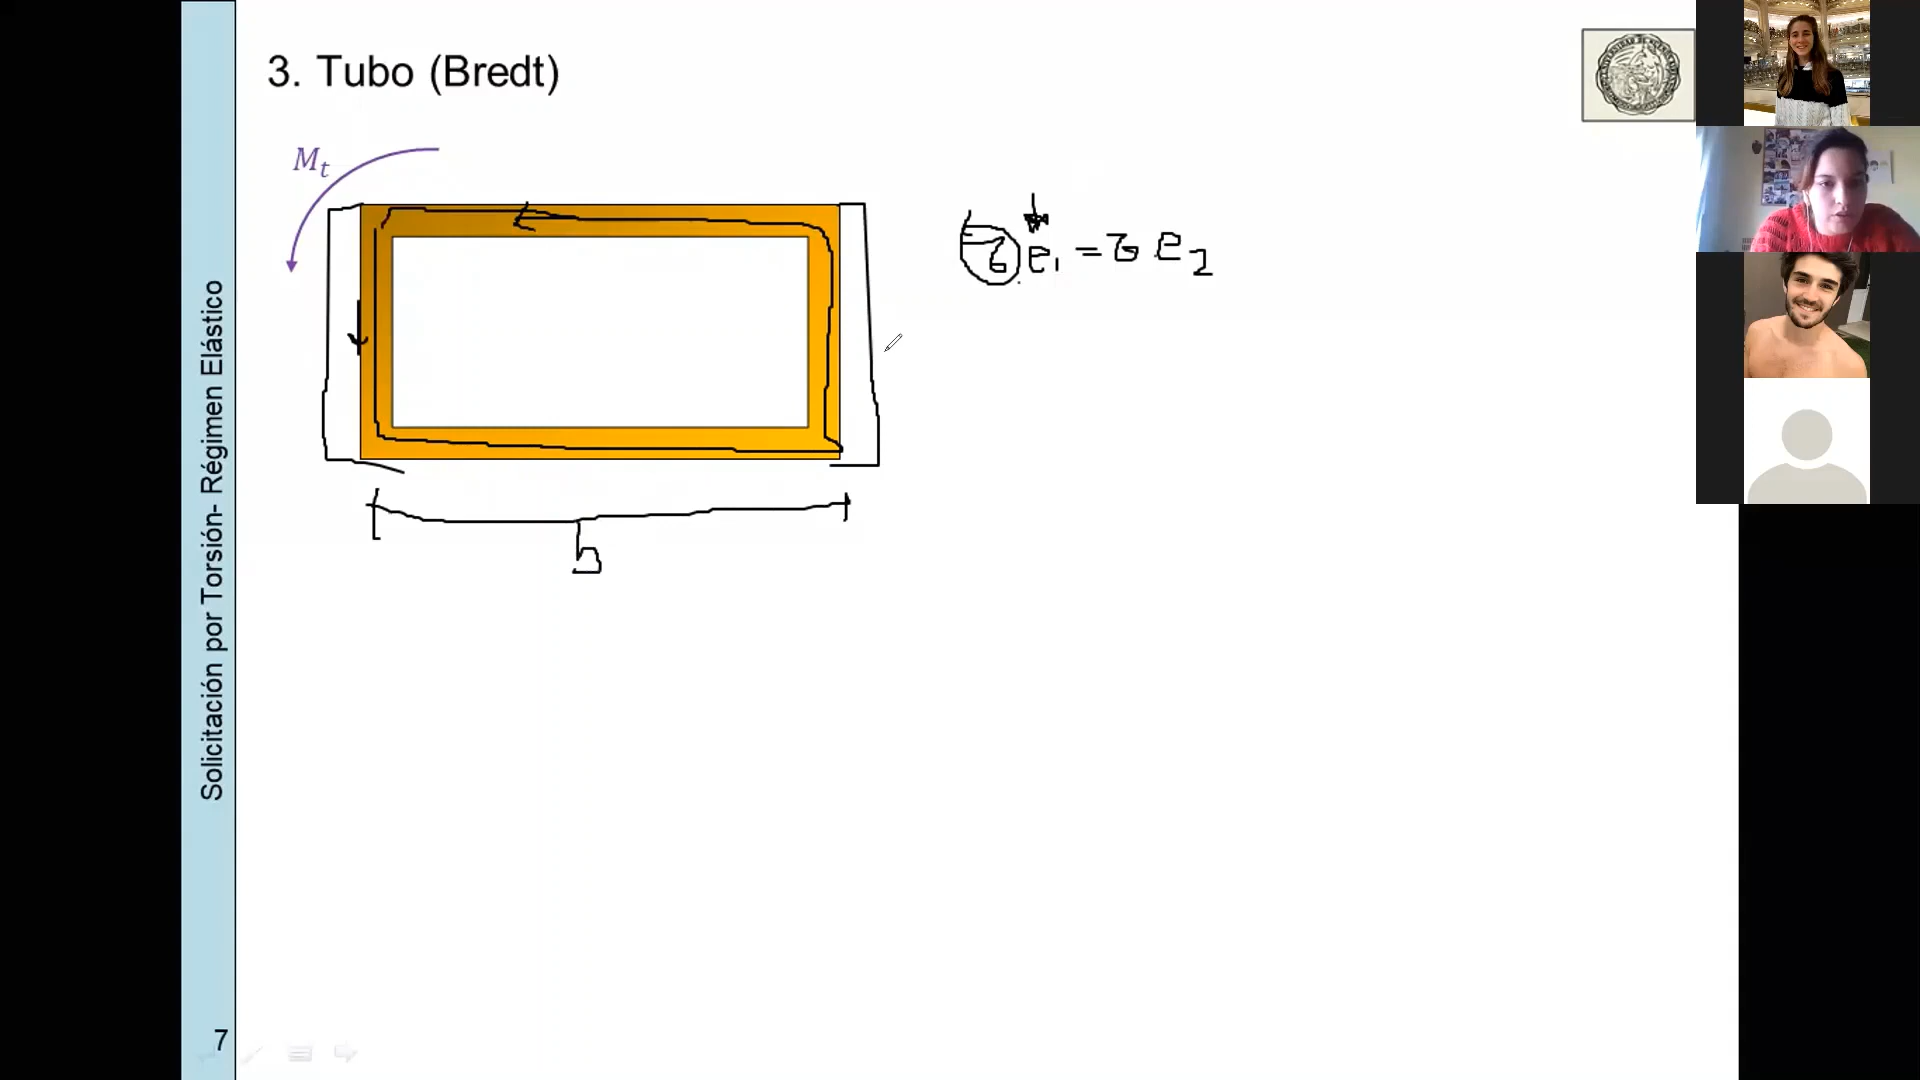 3. Tubo (Bredt)
Mₜ
τ e₁ = τ e₂
b
Solicitación por Torsión- Régimen Elástico
7